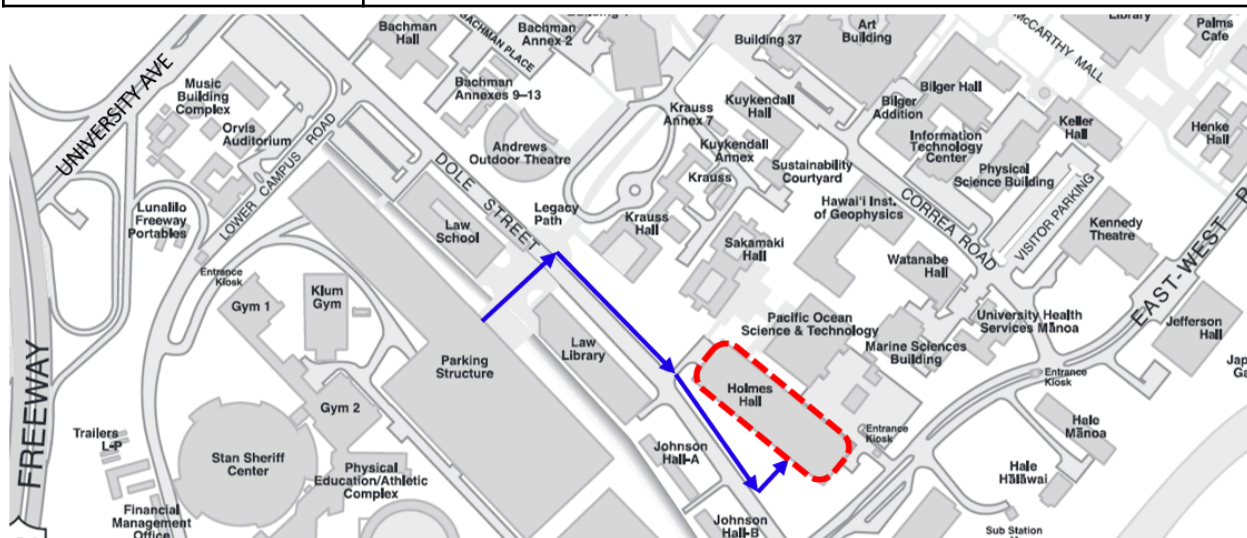 Bachman
Hall
BACHMAN PLACE
Bachman
Annex 2
Building 37
Art
Building
McCARTHY MALL
Library
Palms
Cafe
UNIVERSITY AVE
Music
Building
Complex
Orvis
Auditorium
Bachman
Annexes 9–13
Andrews
Outdoor Theatre
Krauss
Annex 7
Kuykendall
Hall
Kuykendall
Annex
Krauss
Bilger
Addition
Bilger Hall
Information
Technology
Center
Physical
Science Building
Keller
Hall
Henke
Hall
LOWER CAMPUS ROAD
Lunalilo
Freeway
Portables
DOLE STREET
Law
School
Legacy
Path
Krauss
Hall
Sustainability
Courtyard
Hawai'i Inst.
of Geophysics
Sakamaki
Hall
CORREA ROAD
VISITOR PARKING
Kennedy
Theatre
Watanabe
Hall
EAST-WEST
Entrance
Kiosk
Gym 1
Klum
Gym
Parking
Structure
Law
Library
Pacific Ocean
Science & Technology
Marine Sciences
Building
University Health
Services Mānoa
Jefferson
Hall
FREEWAY
Gym 2
Holmes
Hall
Entrance
Kiosk
Entrance
Kiosk
Hale
Mānoa
Trailers
L-P
Stan Sheriff
Center
Physical
Education/Athletic
Complex
Johnson
Hall-A
Hale
Hālāwai
Financial
Management
Office
Johnson
Hall-B
Sub Station